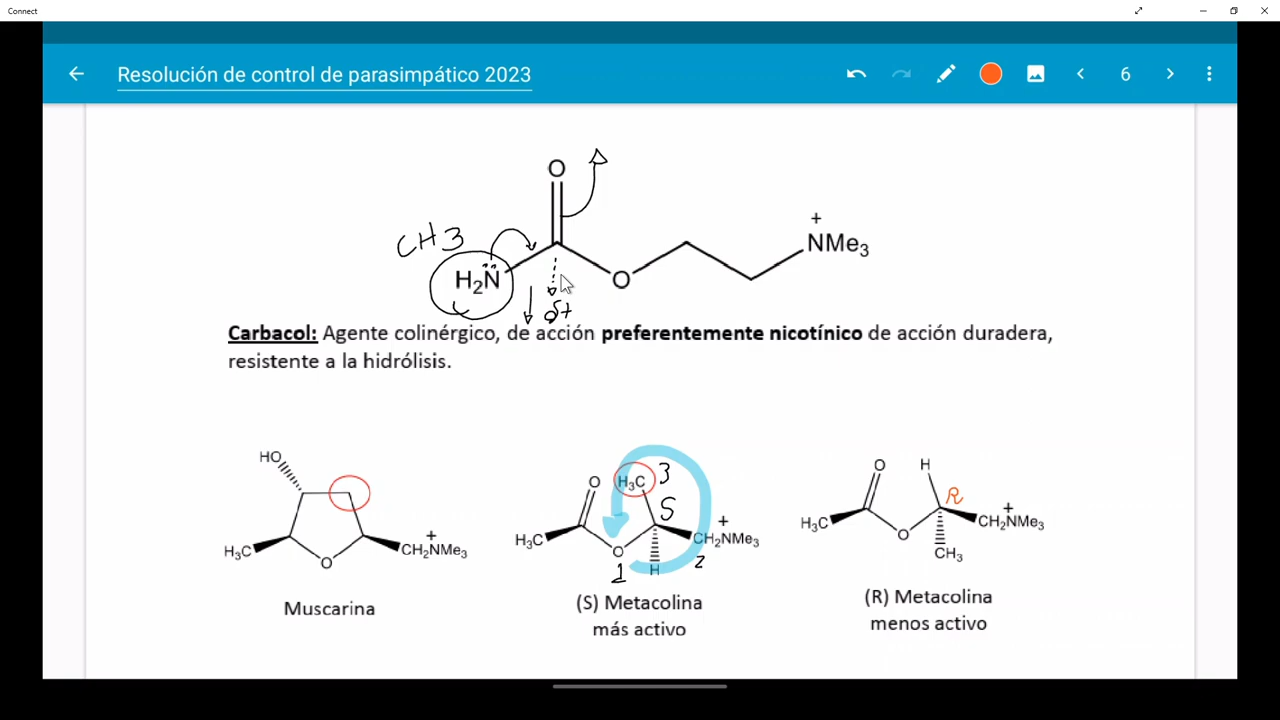 Connect
Resolución de control de parasimpático 2023
6
O
+
CH3
NMe3
H2N
O
δ+
Carbacol: Agente colinérgico, de acción preferentemente nicotínico de acción duradera,
resistente a la hidrólisis.
HO
H3C
O
+
CH2NMe3
Muscarina
O
H3C
3
S
+
H3C
CH2NMe3
O
1
H
2
(S) Metacolina
más activo
O
H
R
+
H3C
CH2NMe3
O
CH3
(R) Metacolina
menos activo